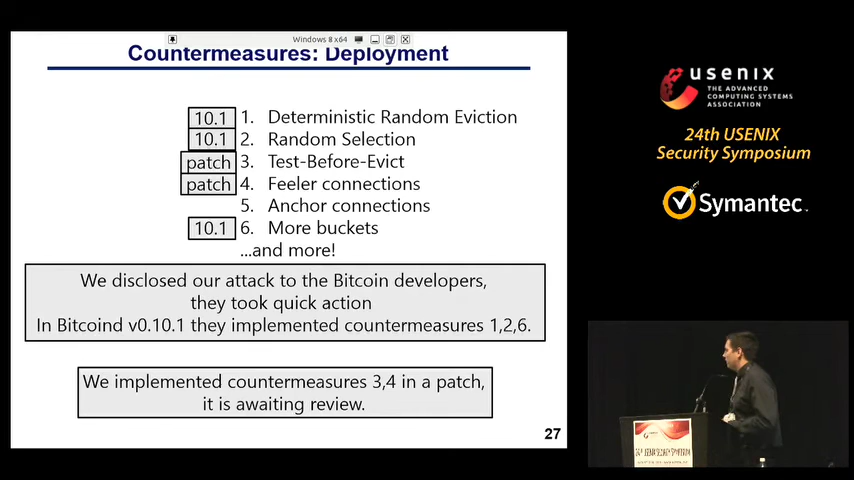 Windows 8 x64
Countermeasures: Deployment
10.1 1. Deterministic Random Eviction
10.1 2. Random Selection
patch 3. Test-Before-Evict
patch 4. Feeler connections
5. Anchor connections
10.1 6. More buckets
...and more!
We disclosed our attack to the Bitcoin developers,
they took quick action
In Bitcoind v0.10.1 they implemented countermeasures 1,2,6.
We implemented countermeasures 3,4 in a patch,
it is awaiting review.
27
usenix
THE ADVANCED
COMPUTING SYSTEMS
ASSOCIATION
24th USENIX
Security Symposium
Symantec.